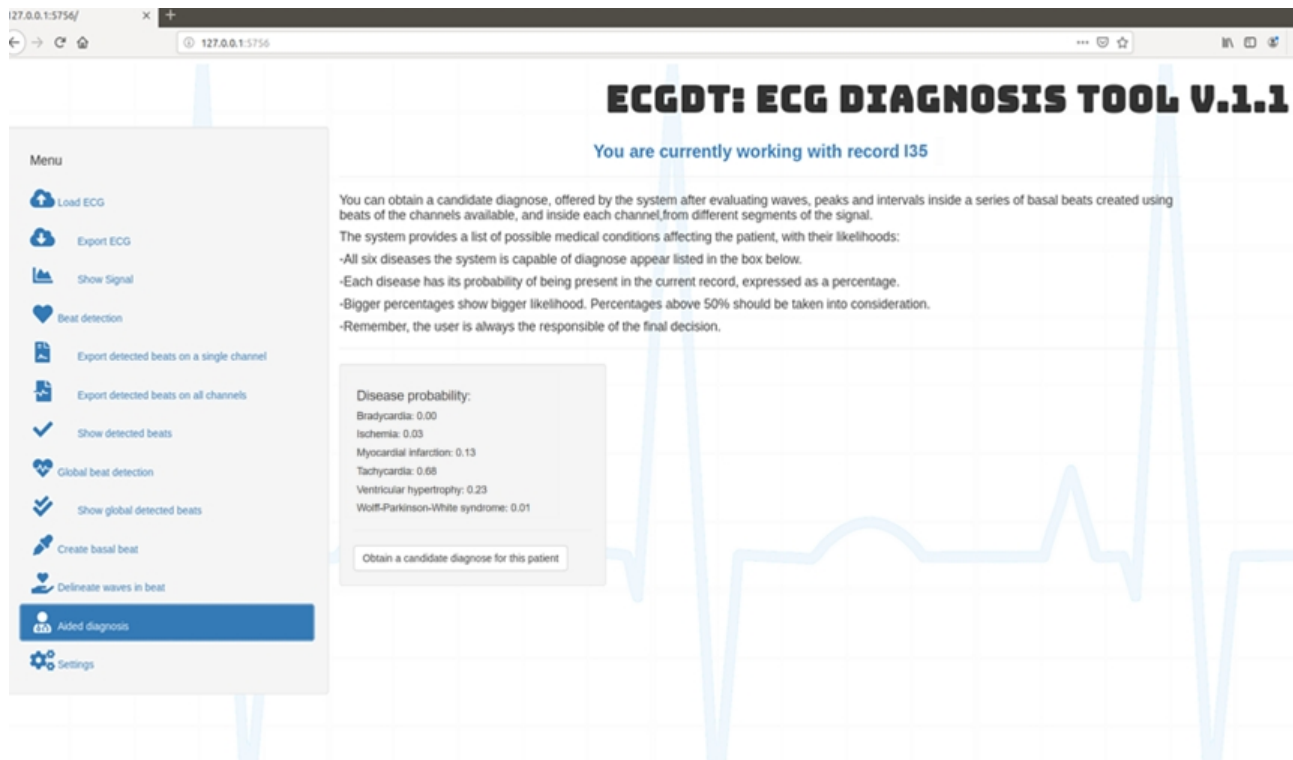 127.0.0.1:5756/
127.0.0.1:5756
ECGDT: ECG DIAGNOSIS TOOL V.1.1
Menu
Load ECG
Export ECG
Show Signal
Beat detection
Export detected beats on a single channel
Export detected beats on all channels
Show detected beats
Global beat detection
Show global detected beats
Create basal beat
Delineate waves in beat
Aided diagnosis
Settings
You are currently working with record I35
You can obtain a candidate diagnose, offered by the system after evaluating waves, peaks and intervals inside a series of basal beats created using
beats of the channels available, and inside each channel,from different segments of the signal.
The system provides a list of possible medical conditions affecting the patient, with their likelihoods:
-All six diseases the system is capable of diagnose appear listed in the box below.
-Each disease has its probability of being present in the current record, expressed as a percentage.
-Bigger percentages show bigger likelihood. Percentages above 50% should be taken into consideration.
-Remember, the user is always the responsible of the final decision.
Disease probability:
Bradycardia: 0.00
Ischemia: 0.03
Myocardial infarction: 0.13
Tachycardia: 0.68
Ventricular hypertrophy: 0.23
Wolff-Parkinson-White syndrome: 0.01
Obtain a candidate diagnose for this patient